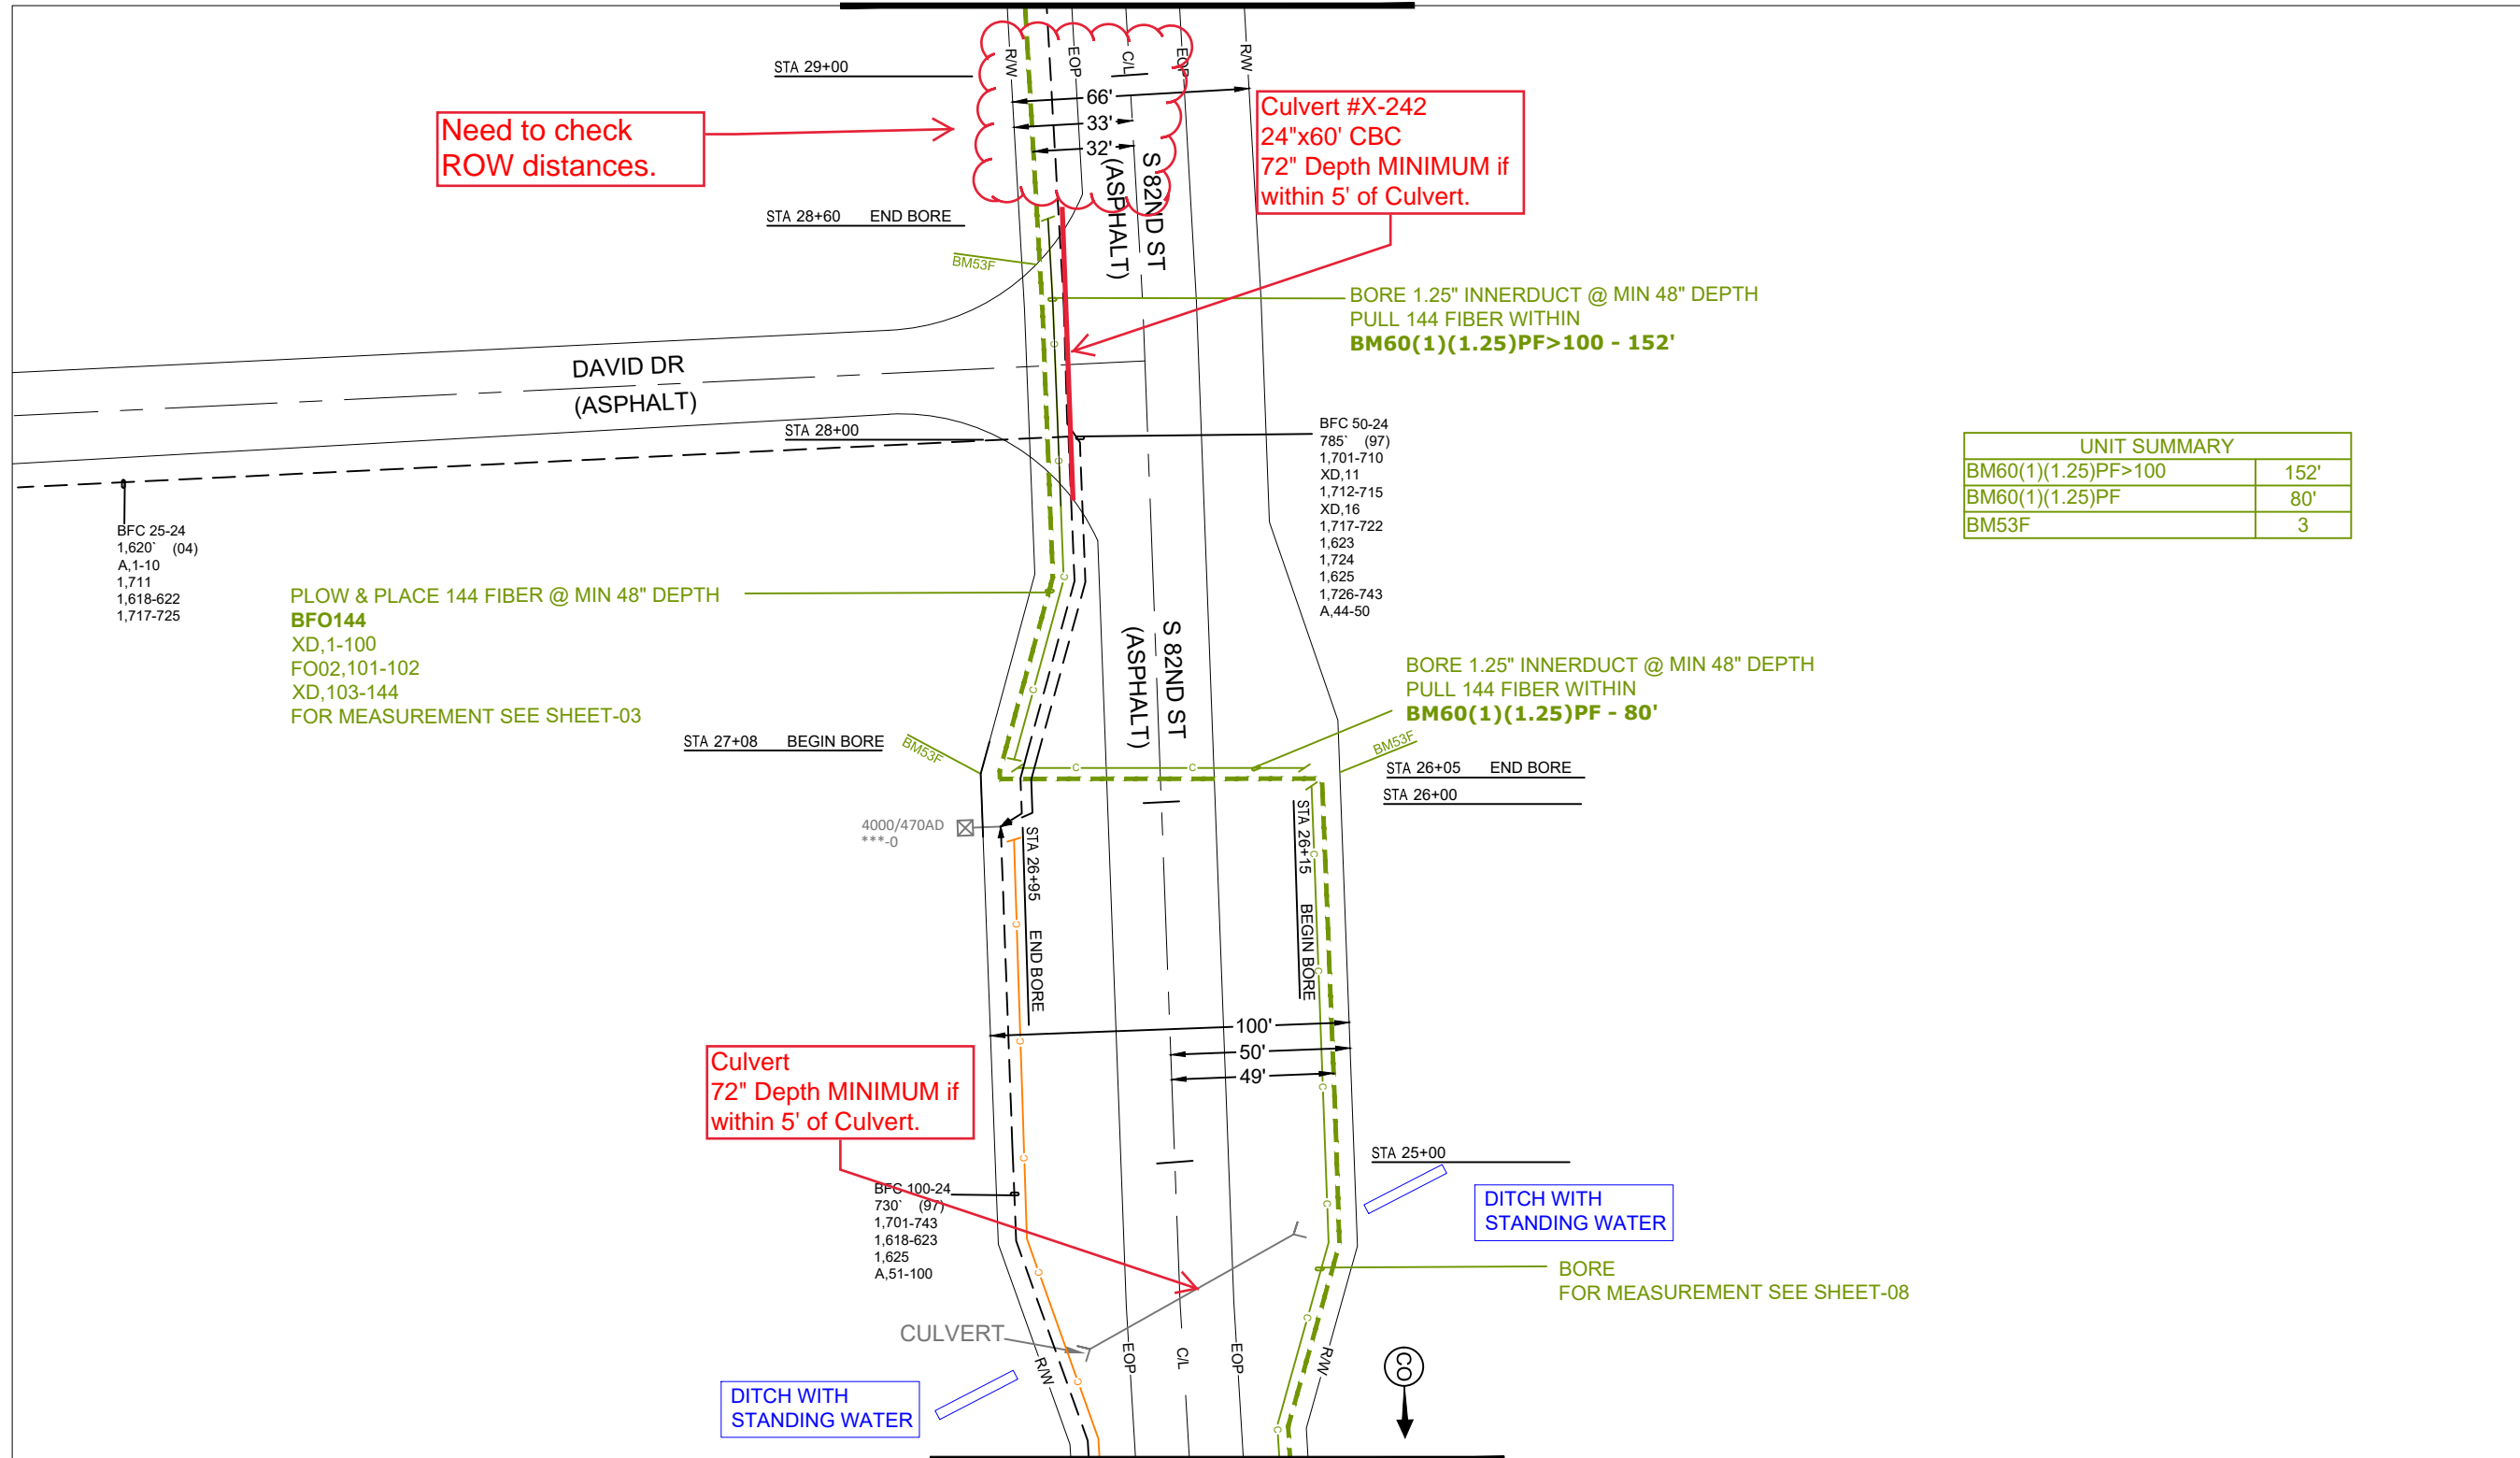 STA 29+00
R/W
EOP
C/L
EOP
R/W
66'
33'
32'
Need to check
ROW distances.
Culvert #X-242
24"x60' CBC
72" Depth MINIMUM if
within 5' of Culvert.
S 82ND ST
(ASPHALT)
STA 28+60 END BORE
BM53F
BORE 1.25" INNERDUCT @ MIN 48" DEPTH
PULL 144 FIBER WITHIN
BM60(1)(1.25)PF>100 - 152'
C
DAVID DR
(ASPHALT)
STA 28+00
C
BFC 50-24
785` (97)
1,701-710
XD,11
1,712-715
XD,16
1,717-722
1,623
1,724
1,625
1,726-743
A,44-50
UNIT SUMMARY
BM60(1)(1.25)PF>100 152'
BM60(1)(1.25)PF 80'
BM53F 3
BFC 25-24
1,620` (04)
A,1-10
1,711
1,618-622
1,717-725
C
PLOW & PLACE 144 FIBER @ MIN 48" DEPTH
BFO144
XD,1-100
FO02,101-102
XD,103-144
FOR MEASUREMENT SEE SHEET-03
S 82ND ST
(ASPHALT)
C
BORE 1.25" INNERDUCT @ MIN 48" DEPTH
PULL 144 FIBER WITHIN
BM60(1)(1.25)PF - 80'
STA 27+08 BEGIN BORE
BM53F
BM53F
C
C
STA 26+05 END BORE
STA 26+00
4000/470AD
***-0
STA 26+95 END BORE
STA 26+15 BEGIN BORE
C
C
C
C
100'
50'
49'
C
Culvert
72" Depth MINIMUM if
within 5' of Culvert.
STA 25+00
C
BFC 100-24
730` (97)
1,701-743
1,618-623
1,625
A,51-100
C
DITCH WITH
STANDING WATER
C
BORE
FOR MEASUREMENT SEE SHEET-08
C
CULVERT
R/W
EOP
C/L
EOP
R/W
CO
DITCH WITH
STANDING WATER
C
C